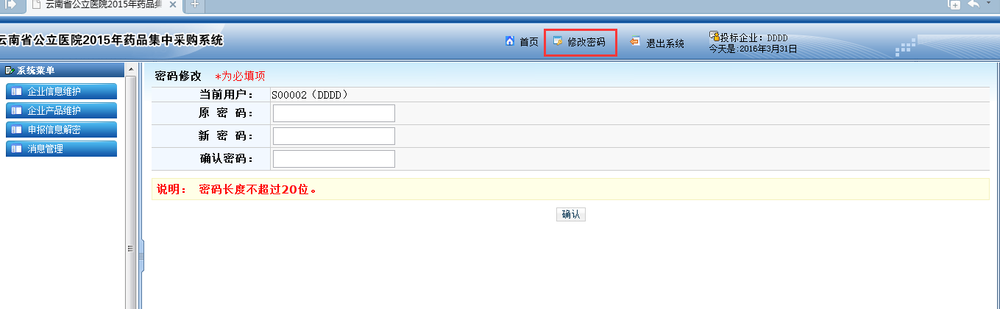 云南省公立医院2015年药品集
云南省公立医院2015年药品集中采购系统
首页 修改密码 退出系统
投标企业：DDDD
今天是:2016年3月31日
系统菜单
企业信息维护
企业产品维护
申报信息解密
消息管理
密码修改 *为必填项
当前用户： S00002（DDDD）
原 密 码：
新 密 码：
确认密码：
说明： 密码长度不超过20位。
确认